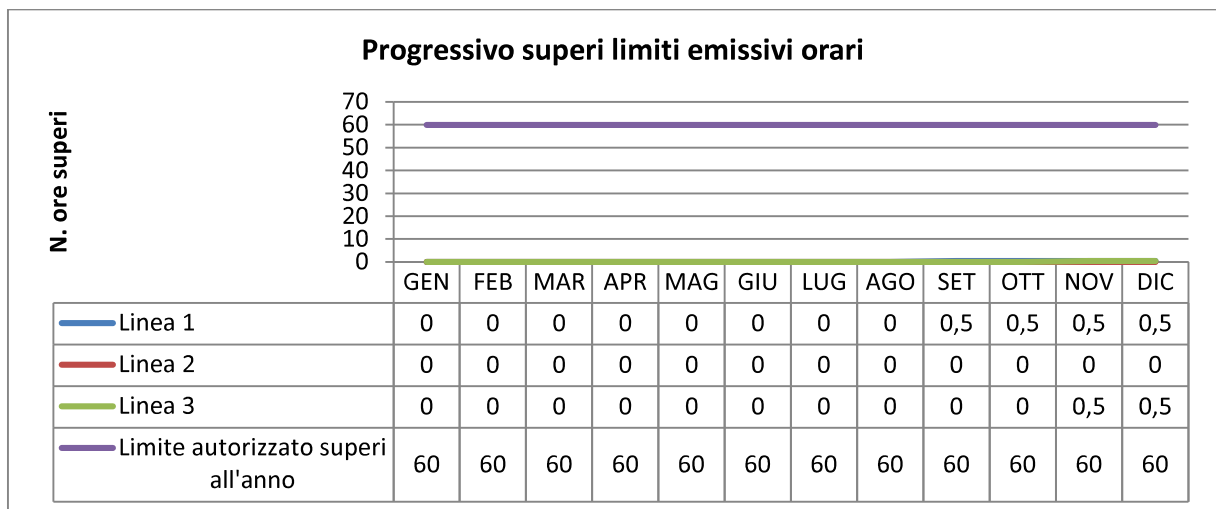 Progressivo superi limiti emissivi orari
N. ore superi
70
60
50
40
30
20
10
0
GEN FEB MAR APR MAG GIU LUG AGO SET OTT NOV DIC
Linea 1 0 0 0 0 0 0 0 0 0,5 0,5 0,5 0,5
Linea 2 0 0 0 0 0 0 0 0 0 0 0 0
Linea 3 0 0 0 0 0 0 0 0 0 0 0,5 0,5
Limite autorizzato superi
all'anno 60 60 60 60 60 60 60 60 60 60 60 60